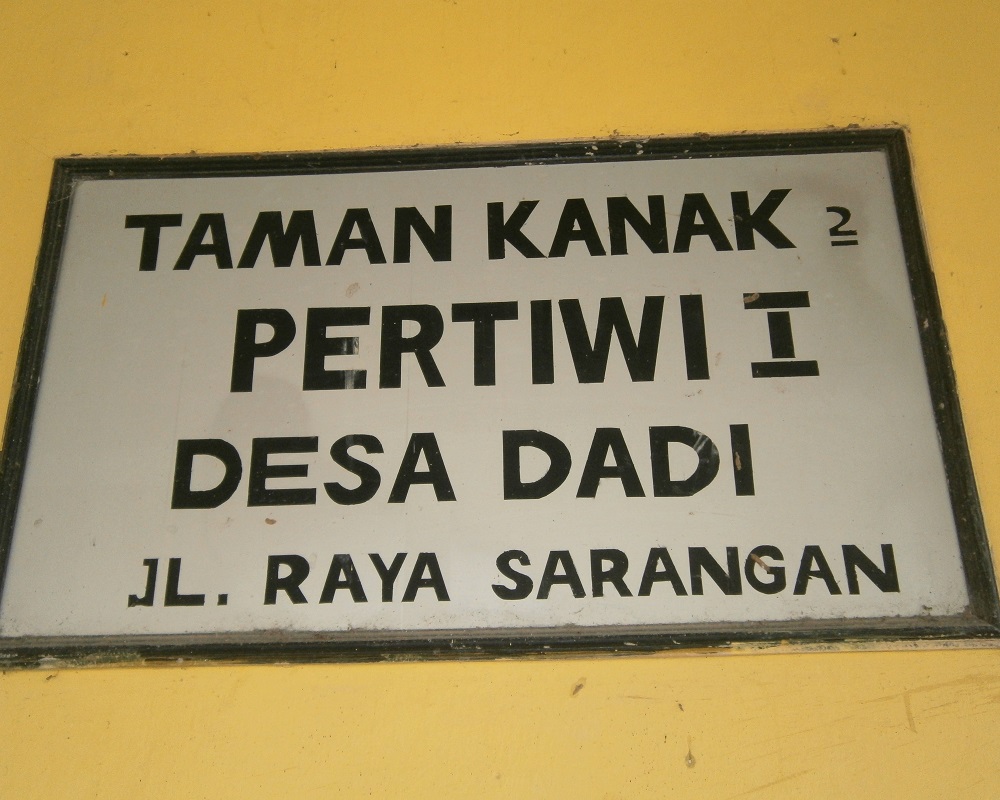 TAMAN KANAK 2
PERTIWI I
DESA DADI
JL. RAYA SARANGAN